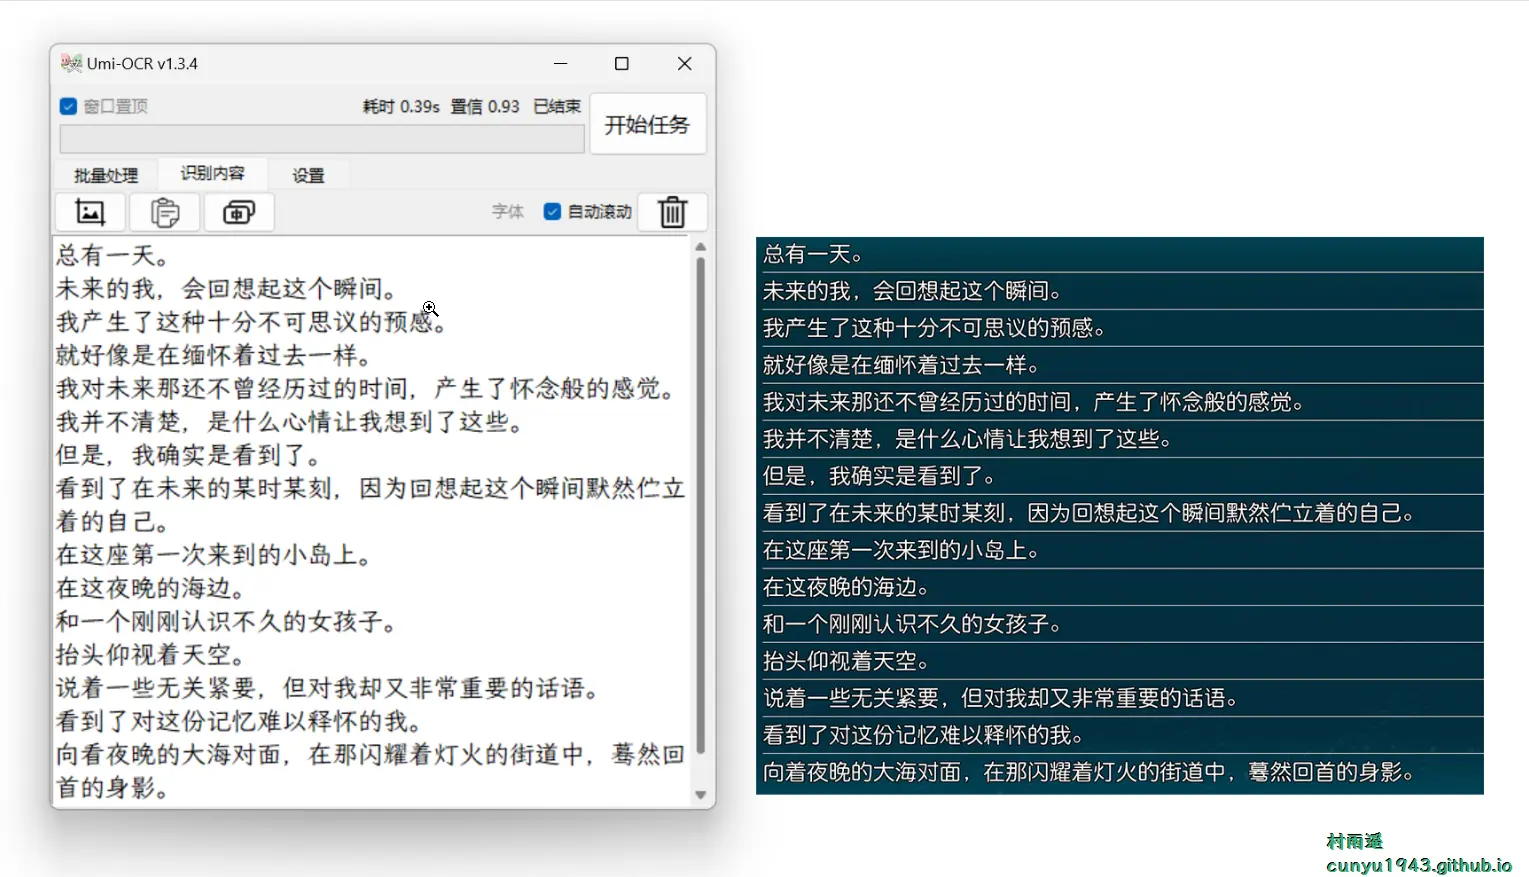 Umi-OCR v1.3.4
窗口置顶
耗时 0.39s 置信 0.93 已结束
开始任务
批量处理 识别内容 设置
字体 自动滚动
总有一天。
未来的我，会回想起这个瞬间。
我产生了这种十分不可思议的预感。
就好像是在缅怀着过去一样。
我对未来那还不曾经历过的时间，产生了怀念般的感觉。
我并不清楚，是什么心情让我想到了这些。
但是，我确实是看到了。
看到了在未来的某时某刻，因为回想起这个瞬间默然伫立
着的自己。
在这座第一次来到的小岛上。
在这夜晚的海边。
和一个刚刚认识不久的女孩子。
抬头仰视着天空。
说着一些无关紧要，但对我却又非常重要的话语。
看到了对这份记忆难以释怀的我。
向看夜晚的大海对面，在那闪耀着灯火的街道中，蓦然回
首的身影。
总有一天。
未来的我，会回想起这个瞬间。
我产生了这种十分不可思议的预感。
就好像是在缅怀着过去一样。
我对未来那还不曾经历过的时间，产生了怀念般的感觉。
我并不清楚，是什么心情让我想到了这些。
但是，我确实是看到了。
看到了在未来的某时某刻，因为回想起这个瞬间默然伫立着的自己。
在这座第一次来到的小岛上。
在这夜晚的海边。
和一个刚刚认识不久的女孩子。
抬头仰视着天空。
说着一些无关紧要，但对我却又非常重要的话语。
看到了对这份记忆难以释怀的我。
向着夜晚的大海对面，在那闪耀着灯火的街道中，蓦然回首的身影。
村雨遥
cunyu1943.github.io